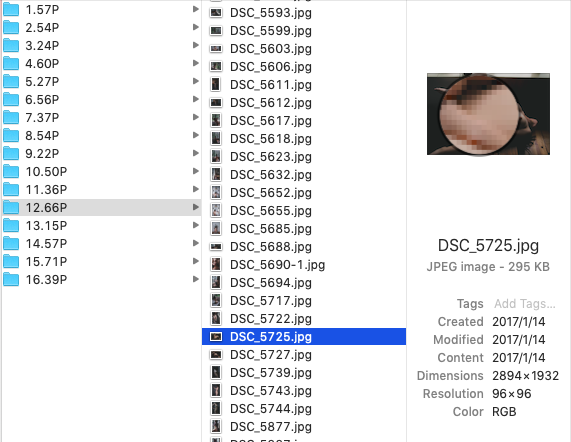 1.57P
2.54P
3.24P
4.60P
5.27P
6.56P
7.37P
8.54P
9.22P
10.50P
11.36P
12.66P
13.15P
14.57P
15.71P
16.39P
DSC_5593.jpg
DSC_5599.jpg
DSC_5603.jpg
DSC_5606.jpg
DSC_5611.jpg
DSC_5612.jpg
DSC_5617.jpg
DSC_5618.jpg
DSC_5623.jpg
DSC_5632.jpg
DSC_5652.jpg
DSC_5655.jpg
DSC_5685.jpg
DSC_5688.jpg
DSC_5690-1.jpg
DSC_5694.jpg
DSC_5717.jpg
DSC_5722.jpg
DSC_5725.jpg
DSC_5727.jpg
DSC_5739.jpg
DSC_5743.jpg
DSC_5744.jpg
DSC_5877.jpg
DSC_5725.jpg
JPEG image - 295 KB
Tags Add Tags...
Created 2017/1/14
Modified 2017/1/14
Content 2017/1/14
Dimensions 2894×1932
Resolution 96×96
Color RGB